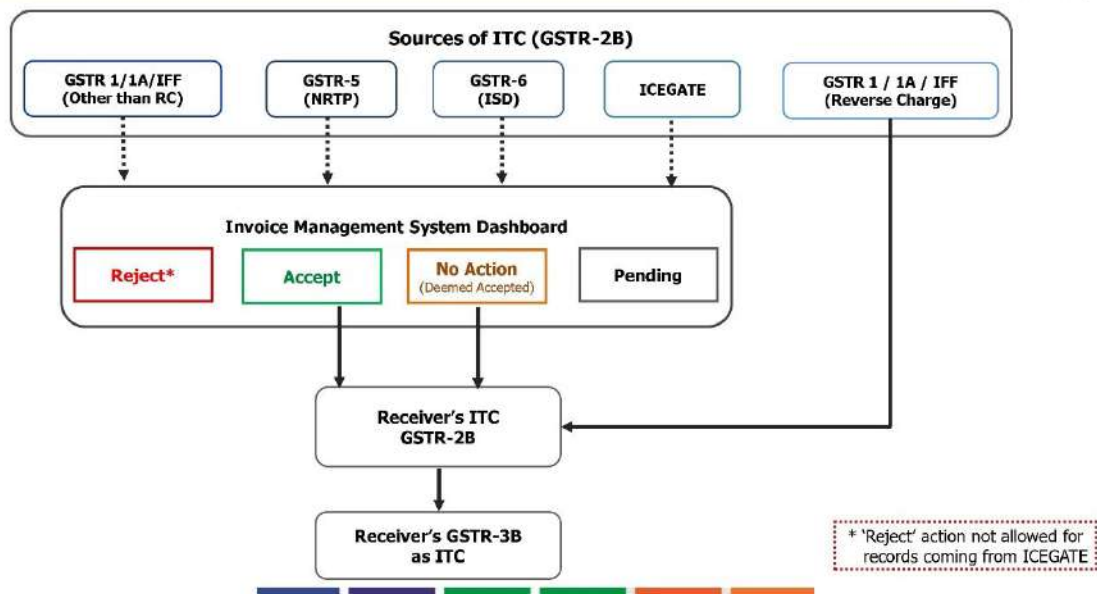 Sources of ITC (GSTR-2B)
GSTR 1/1A/IFF
(Other than RC)
GSTR-5
(NRTP)
GSTR-6
(ISD)
ICEGATE
GSTR 1 / 1A / IFF
(Reverse Charge)
Invoice Management System Dashboard
Reject*
Accept
No Action
(Deemed Accepted)
Pending
Receiver's ITC
GSTR-2B
Receiver's GSTR-3B
as ITC
* 'Reject' action not allowed for
records coming from ICEGATE